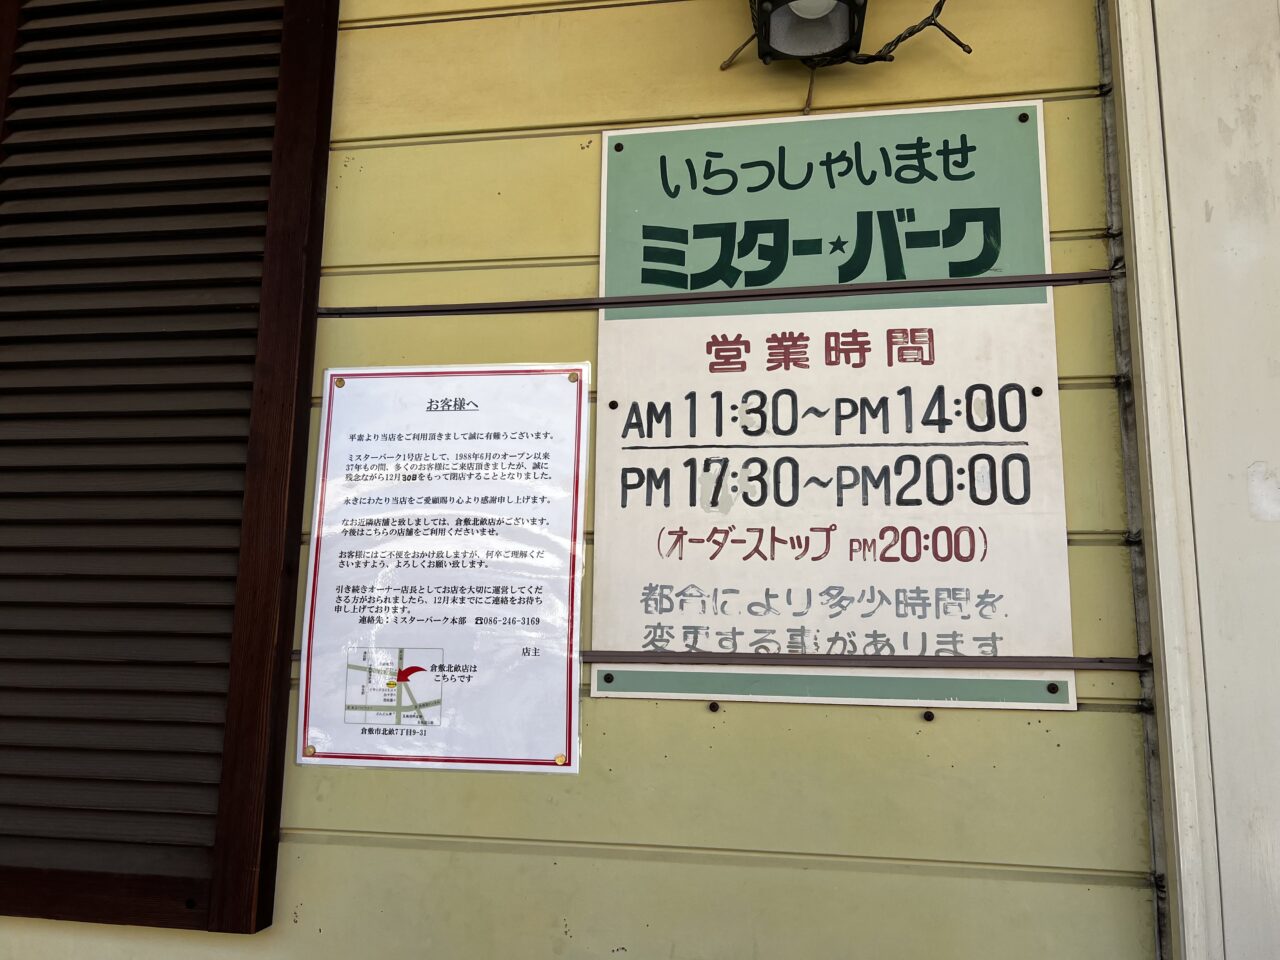 いらっしゃいませ
ミスター★バーク
営業時間
AM 11:30～PM 14:00
PM 17:30～PM 20:00
(オーダーストップ PM 20:00)
都合により多少時間を
変更する事があります
お客様へ
平素より当店をご利用頂きまして誠に有難うございます。
ミスターバーク1号店として、1988年6月のオープン以来
37年もの間、多くのお客様にご来店頂きましたが、誠に
残念ながら12月30日をもって閉店することとなりました。
永きにわたり当店をご愛顧賜り心より感謝申し上げます。
なお近隣店舗と致しましては、倉敷北畝店がございます。
今後はこちらの店舗をご利用くださいませ。
お客様にはご不便をおかけ致しますが、何卒ご理解くだ
さいますよう、よろしくお願い致します。
引き続きオーナー店長としてお店を大切に運営してくだ
さる方がおられましたら、12月末までにご連絡をお待ち
申し上げております。
連絡先：ミスターバーク本部 ☎086-246-3169
店主
倉敷北畝店は
こちらです
倉敷市北畝7丁目9-31